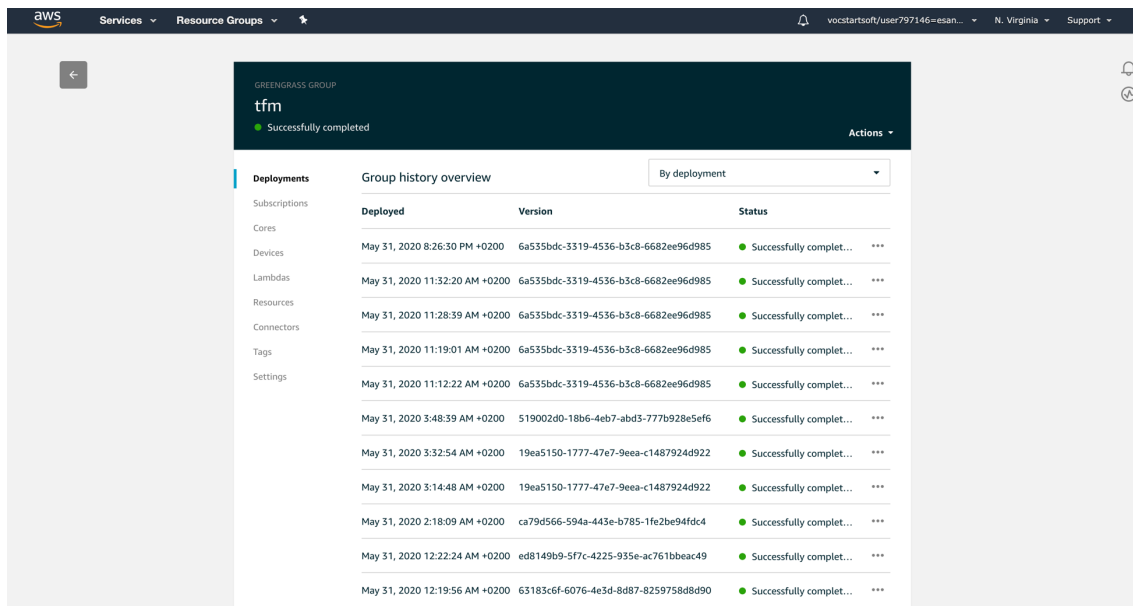 aws Services Resource Groups vocstartsoft/user797146=esan... N. Virginia Support
GREENGRASS GROUP
tfm
Successfully completed
Actions
Deployments
Subscriptions
Cores
Devices
Lambdas
Resources
Connectors
Tags
Settings
Group history overview
By deployment
Deployed Version Status
May 31, 2020 8:26:30 PM +0200 6a535bdc-3319-4536-b3c8-6682ee96d985 Successfully complet... •••
May 31, 2020 11:32:20 AM +0200 6a535bdc-3319-4536-b3c8-6682ee96d985 Successfully complet... •••
May 31, 2020 11:28:39 AM +0200 6a535bdc-3319-4536-b3c8-6682ee96d985 Successfully complet... •••
May 31, 2020 11:19:01 AM +0200 6a535bdc-3319-4536-b3c8-6682ee96d985 Successfully complet... •••
May 31, 2020 11:12:22 AM +0200 6a535bdc-3319-4536-b3c8-6682ee96d985 Successfully complet... •••
May 31, 2020 3:48:39 AM +0200 519002d0-18b6-4eb7-abd3-777b928e5ef6 Successfully complet... •••
May 31, 2020 3:32:54 AM +0200 19ea5150-1777-47e7-9eea-c1487924d922 Successfully complet... •••
May 31, 2020 3:14:48 AM +0200 19ea5150-1777-47e7-9eea-c1487924d922 Successfully complet... •••
May 31, 2020 2:18:09 AM +0200 ca79d566-594a-443e-b785-1fe2be94fdc4 Successfully complet... •••
May 31, 2020 12:22:24 AM +0200 ed8149b9-5f7c-4225-935e-ac761bbeac49 Successfully complet... •••
May 31, 2020 12:19:56 AM +0200 63183c6f-6076-4e3d-8d87-8259758d8d90 Successfully complet... •••